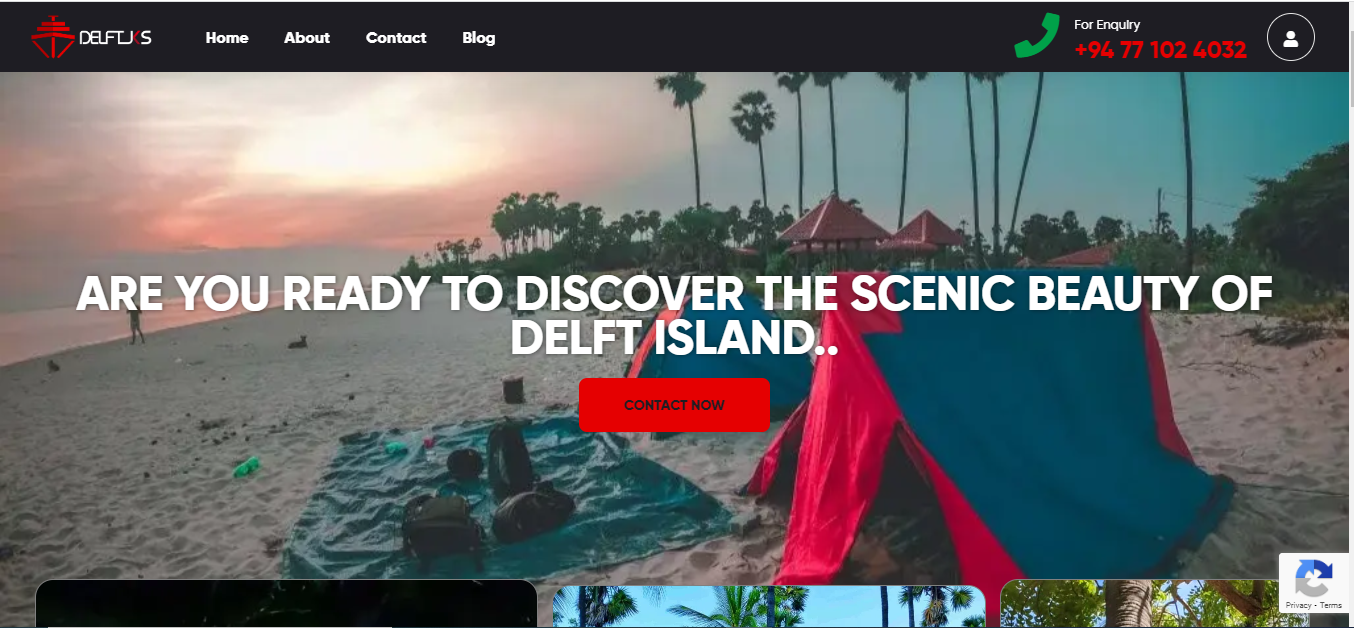 DELFTJKS
Home
About
Contact
Blog
For Enquiry
+94 77 102 4032
ARE YOU READY TO DISCOVER THE SCENIC BEAUTY OF
DELFT ISLAND..
CONTACT NOW
Privacy - Terms